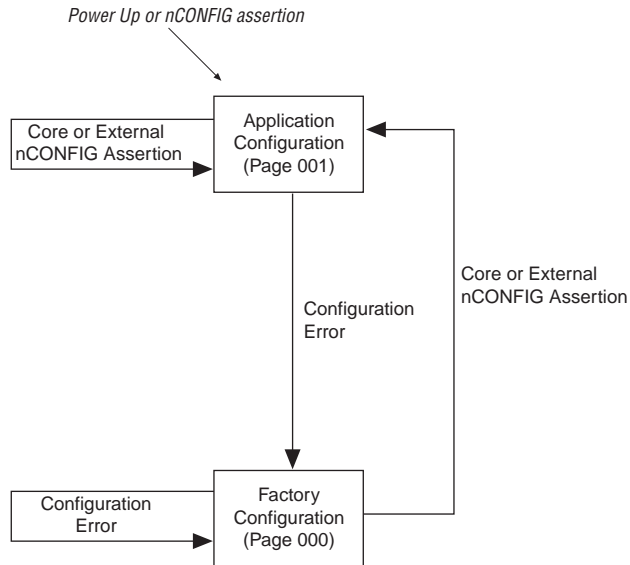 Power Up or nCONFIG assertion
Application
Configuration
(Page 001)
Core or External
nCONFIG Assertion
Core or External
nCONFIG Assertion
Configuration
Error
Factory
Configuration
(Page 000)
Configuration
Error